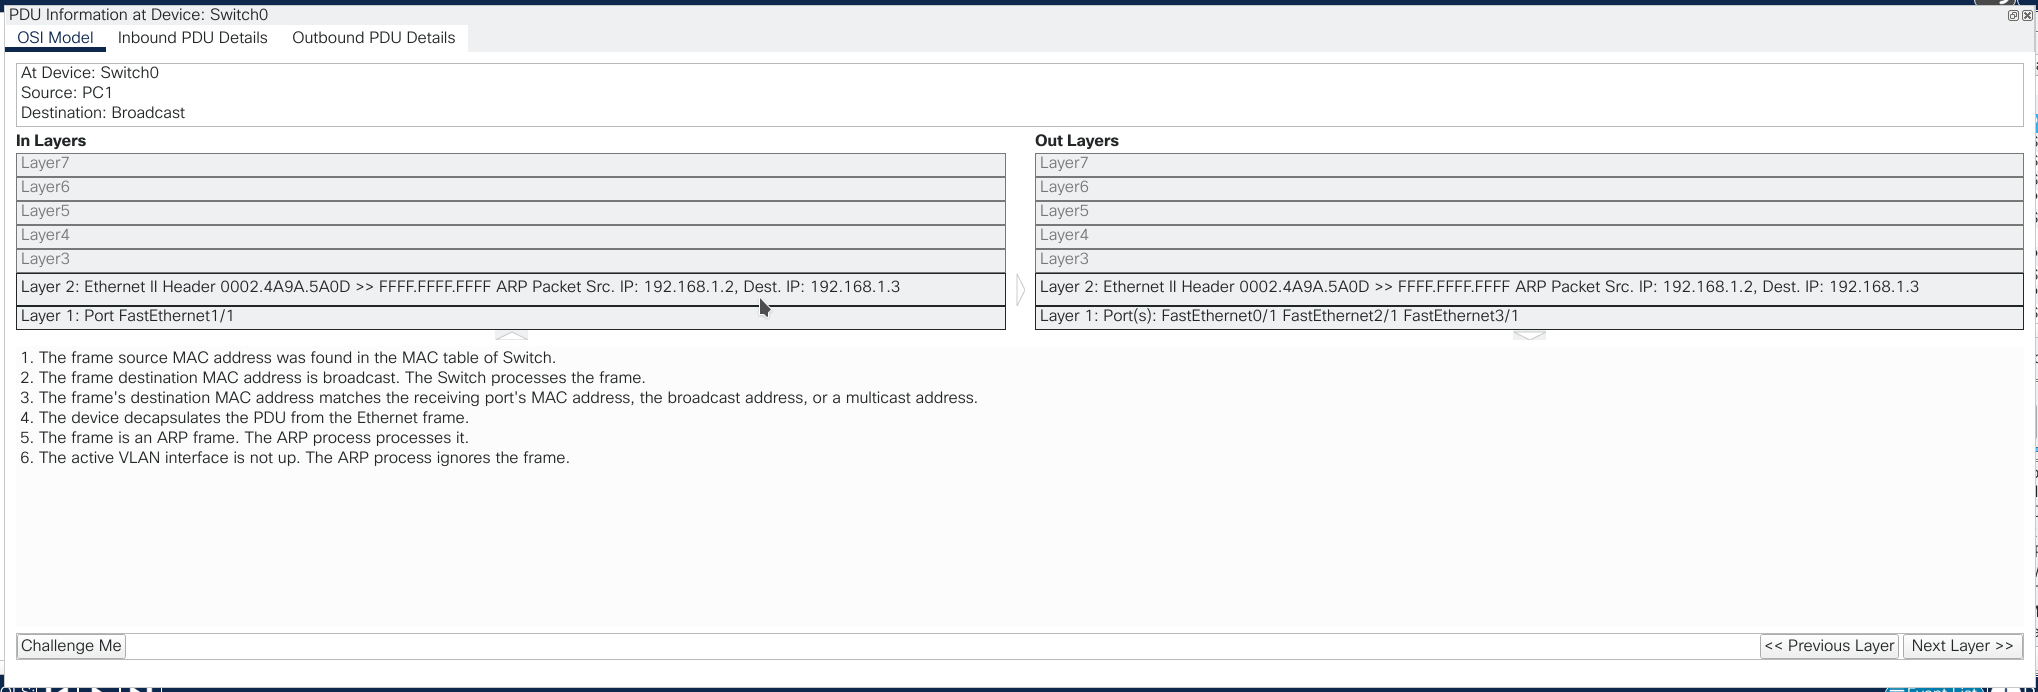 PDU Information at Device: Switch0
OSI Model Inbound PDU Details Outbound PDU Details
At Device: Switch0
Source: PC1
Destination: Broadcast
In Layers
Layer7
Layer6
Layer5
Layer4
Layer3
Layer 2: Ethernet II Header 0002.4A9A.5A0D >> FFFF.FFFF.FFFF ARP Packet Src. IP: 192.168.1.2, Dest. IP: 192.168.1.3
Layer 1: Port FastEthernet1/1
Out Layers
Layer7
Layer6
Layer5
Layer4
Layer3
Layer 2: Ethernet II Header 0002.4A9A.5A0D >> FFFF.FFFF.FFFF ARP Packet Src. IP: 192.168.1.2, Dest. IP: 192.168.1.3
Layer 1: Port(s): FastEthernet0/1 FastEthernet2/1 FastEthernet3/1
1. The frame source MAC address was found in the MAC table of Switch.
2. The frame destination MAC address is broadcast. The Switch processes the frame.
3. The frame's destination MAC address matches the receiving port's MAC address, the broadcast address, or a multicast address.
4. The device decapsulates the PDU from the Ethernet frame.
5. The frame is an ARP frame. The ARP process processes it.
6. The active VLAN interface is not up. The ARP process ignores the frame.
Challenge Me
<< Previous Layer Next Layer >>
Event List